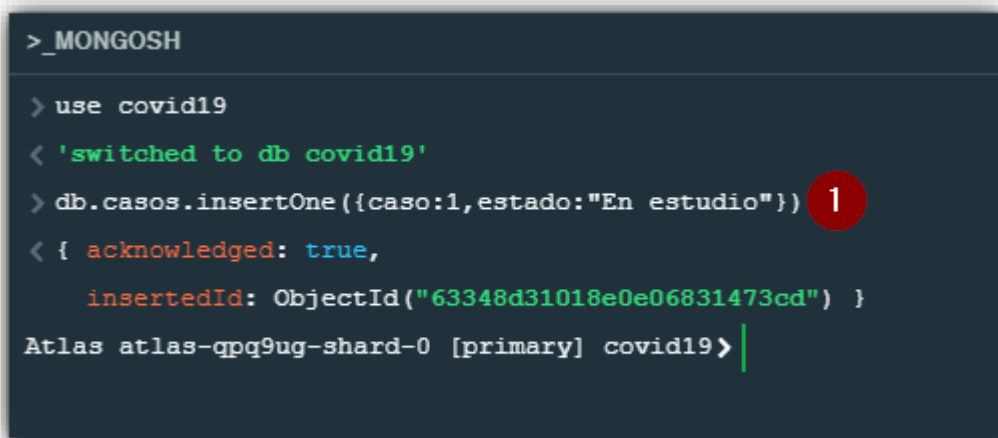 >_MONGOSH
> use covid19
< 'switched to db covid19'
> db.casos.insertOne({caso:1,estado:"En estudio"}) 1
< { acknowledged: true,
insertedId: ObjectId("63348d31018e0e06831473cd") }
Atlas atlas-qpq9ug-shard-0 [primary] covid19>